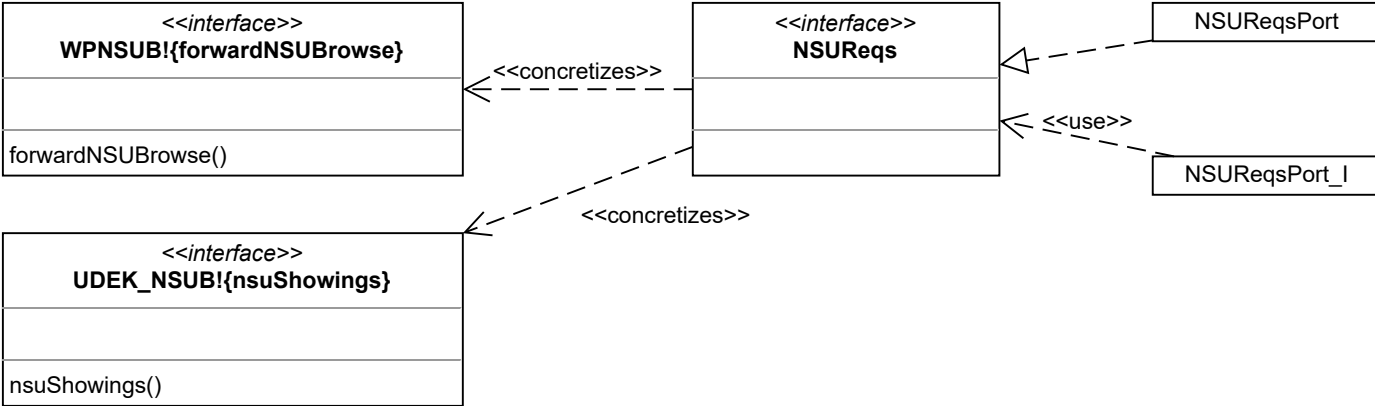 <<interface>>
WPNSUB!{forwardNSUBrowse}
forwardNSUBrowse()
<<concretizes>>
<<interface>>
NSUReqs
NSUReqsPort
<<use>>
NSUReqsPort_I
<<concretizes>>
<<interface>>
UDEK_NSUB!{nsuShowings}
nsuShowings()